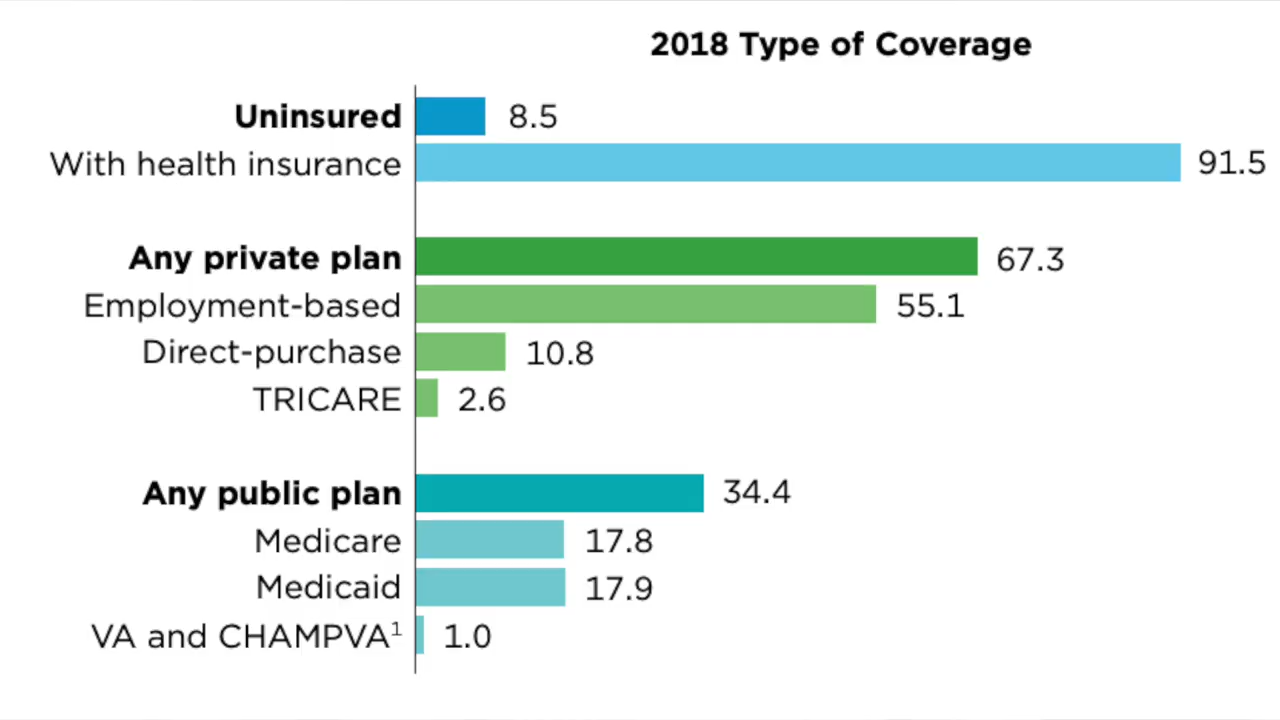 2018 Type of Coverage
Uninsured 8.5
With health insurance 91.5
Any private plan 67.3
Employment-based 55.1
Direct-purchase 10.8
TRICARE 2.6
Any public plan 34.4
Medicare 17.8
Medicaid 17.9
VA and CHAMPVA¹ 1.0